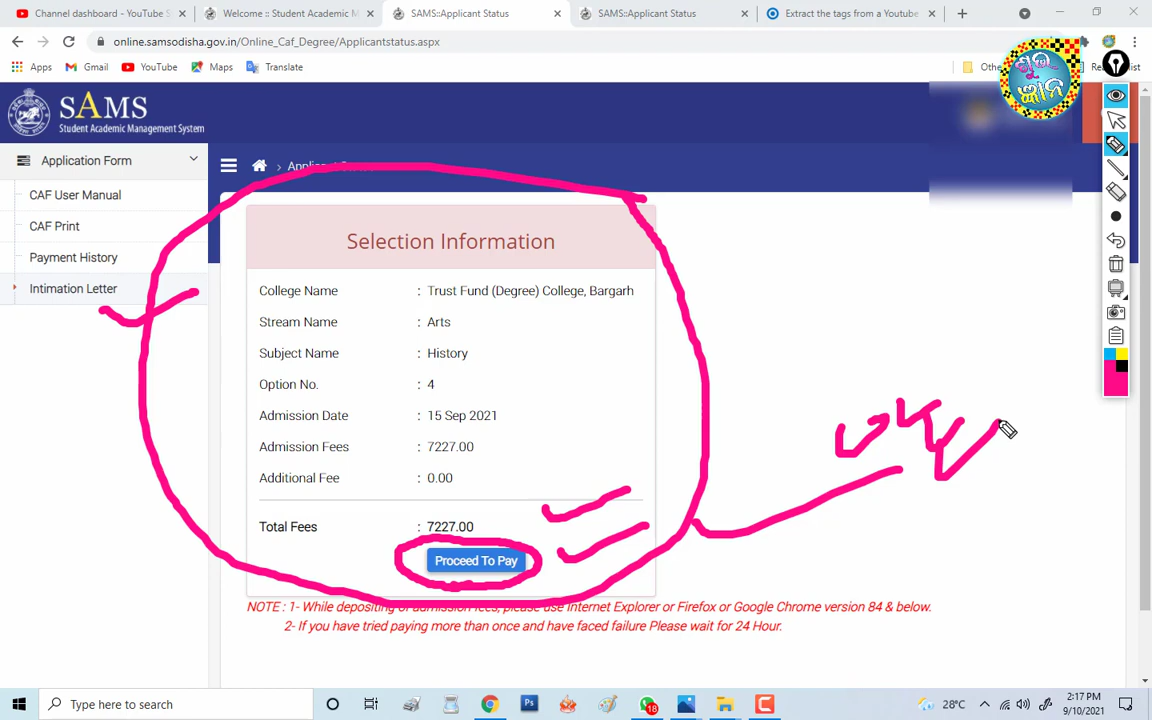 Channel dashboard - YouTube S
Welcome :: Student Academic M
SAMS::Applicant Status
SAMS::Applicant Status
Extract the tags from a Youtube
online.samsodisha.gov.in/Online_Caf_Degree/Applicantstatus.aspx
Apps
Gmail
YouTube
Maps
Translate
SAMS
Student Academic Management System
Application Form
CAF User Manual
CAF Print
Payment History
Intimation Letter
Selection Information
College Name : Trust Fund (Degree) College, Bargarh
Stream Name : Arts
Subject Name : History
Option No. : 4
Admission Date : 15 Sep 2021
Admission Fees : 7227.00
Additional Fee : 0.00
Total Fees : 7227.00
Proceed To Pay
NOTE : 1- While depositing admission fees, please use Internet Explorer or Firefox or Google Chrome version 84 & below.
2- If you have tried paying more than once and have faced failure Please wait for 24 Hour.
Type here to search
18
28°C
2:17 PM
9/10/2021